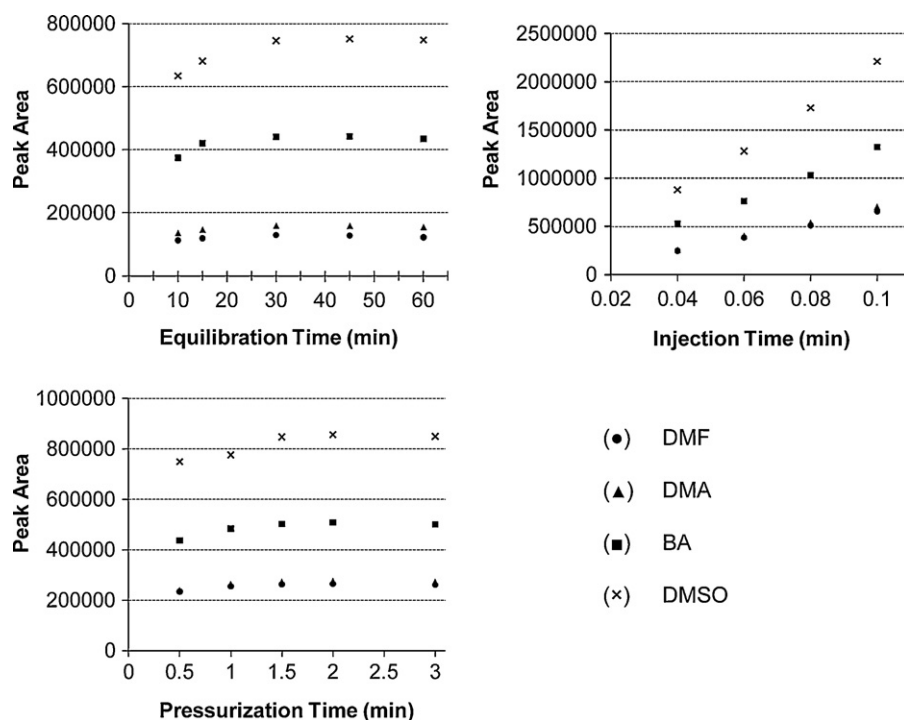 800000
600000
400000
200000
0
Peak Area
0 10 20 30 40 50 60
Equilibration Time (min)
2500000
2000000
1500000
1000000
500000
0
Peak Area
0.02 0.04 0.06 0.08 0.1
Injection Time (min)
1000000
800000
600000
400000
200000
0
Peak Area
0 0.5 1 1.5 2 2.5 3
Pressurization Time (min)
(●) DMF
(▲) DMA
(■) BA
(×) DMSO